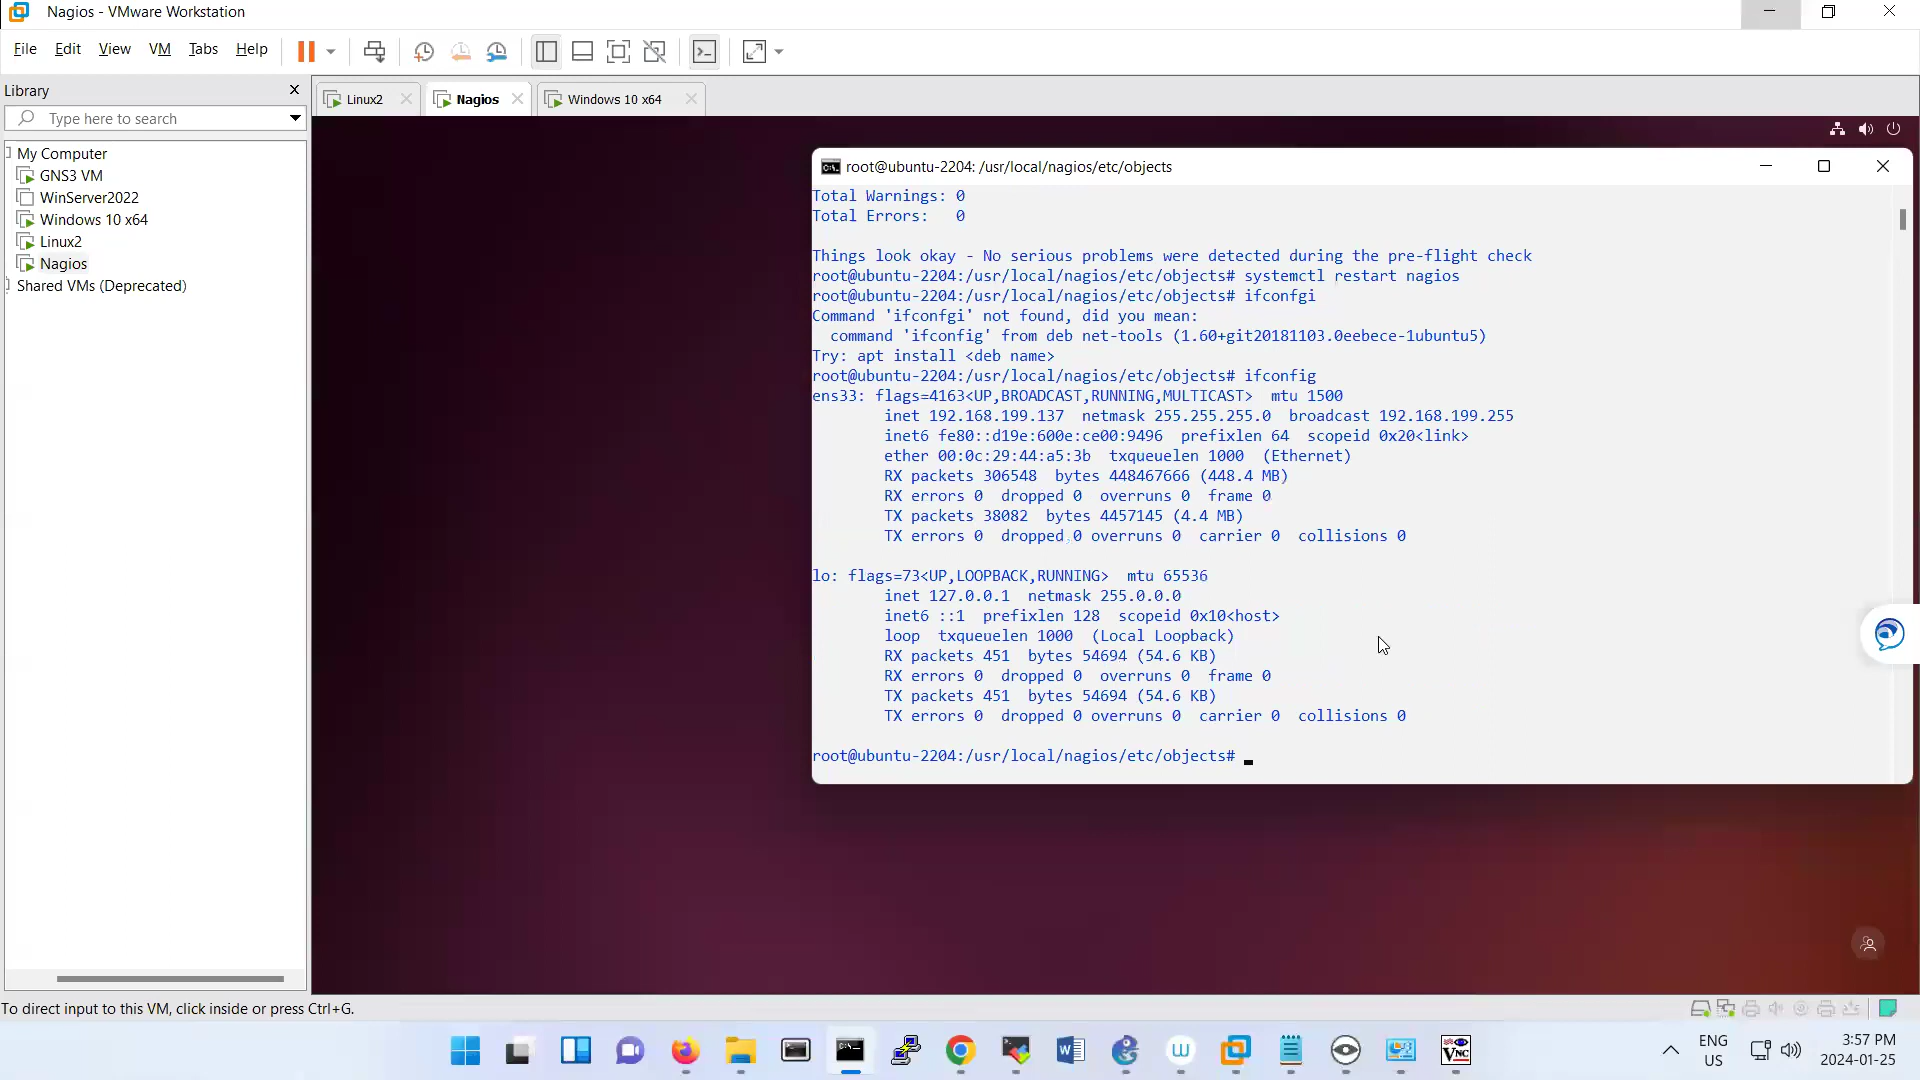 Nagios - VMware Workstation
File Edit View VM Tabs Help
Library
Type here to search
My Computer
GNS3 VM
WinServer2022
Windows 10 x64
Linux2
Nagios
Shared VMs (Deprecated)
Linux2 Nagios Windows 10 x64
root@ubuntu-2204: /usr/local/nagios/etc/objects
Total Warnings: 0
Total Errors:   0
Things look okay - No serious problems were detected during the pre-flight check
root@ubuntu-2204:/usr/local/nagios/etc/objects# systemctl restart nagios
root@ubuntu-2204:/usr/local/nagios/etc/objects# ifconfgi
Command 'ifconfgi' not found, did you mean:
  command 'ifconfig' from deb net-tools (1.60+git20181103.0eebece-1ubuntu5)
Try: apt install <deb name>
root@ubuntu-2204:/usr/local/nagios/etc/objects# ifconfig
ens33: flags=4163<UP,BROADCAST,RUNNING,MULTICAST>  mtu 1500
        inet 192.168.199.137  netmask 255.255.255.0  broadcast 192.168.199.255
        inet6 fe80::d19e:600e:ce00:9496  prefixlen 64  scopeid 0x20<link>
        ether 00:0c:29:44:a5:3b  txqueuelen 1000  (Ethernet)
        RX packets 306548  bytes 448467666 (448.4 MB)
        RX errors 0  dropped 0  overruns 0  frame 0
        TX packets 38082  bytes 4457145 (4.4 MB)
        TX errors 0  dropped 0 overruns 0  carrier 0  collisions 0
lo: flags=73<UP,LOOPBACK,RUNNING>  mtu 65536
        inet 127.0.0.1  netmask 255.0.0.0
        inet6 ::1  prefixlen 128  scopeid 0x10<host>
        loop  txqueuelen 1000  (Local Loopback)
        RX packets 451  bytes 54694 (54.6 KB)
        RX errors 0  dropped 0  overruns 0  frame 0
        TX packets 451  bytes 54694 (54.6 KB)
        TX errors 0  dropped 0 overruns 0  carrier 0  collisions 0
root@ubuntu-2204:/usr/local/nagios/etc/objects#
To direct input to this VM, click inside or press Ctrl+G.
ENG
US
3:57 PM
2024-01-25